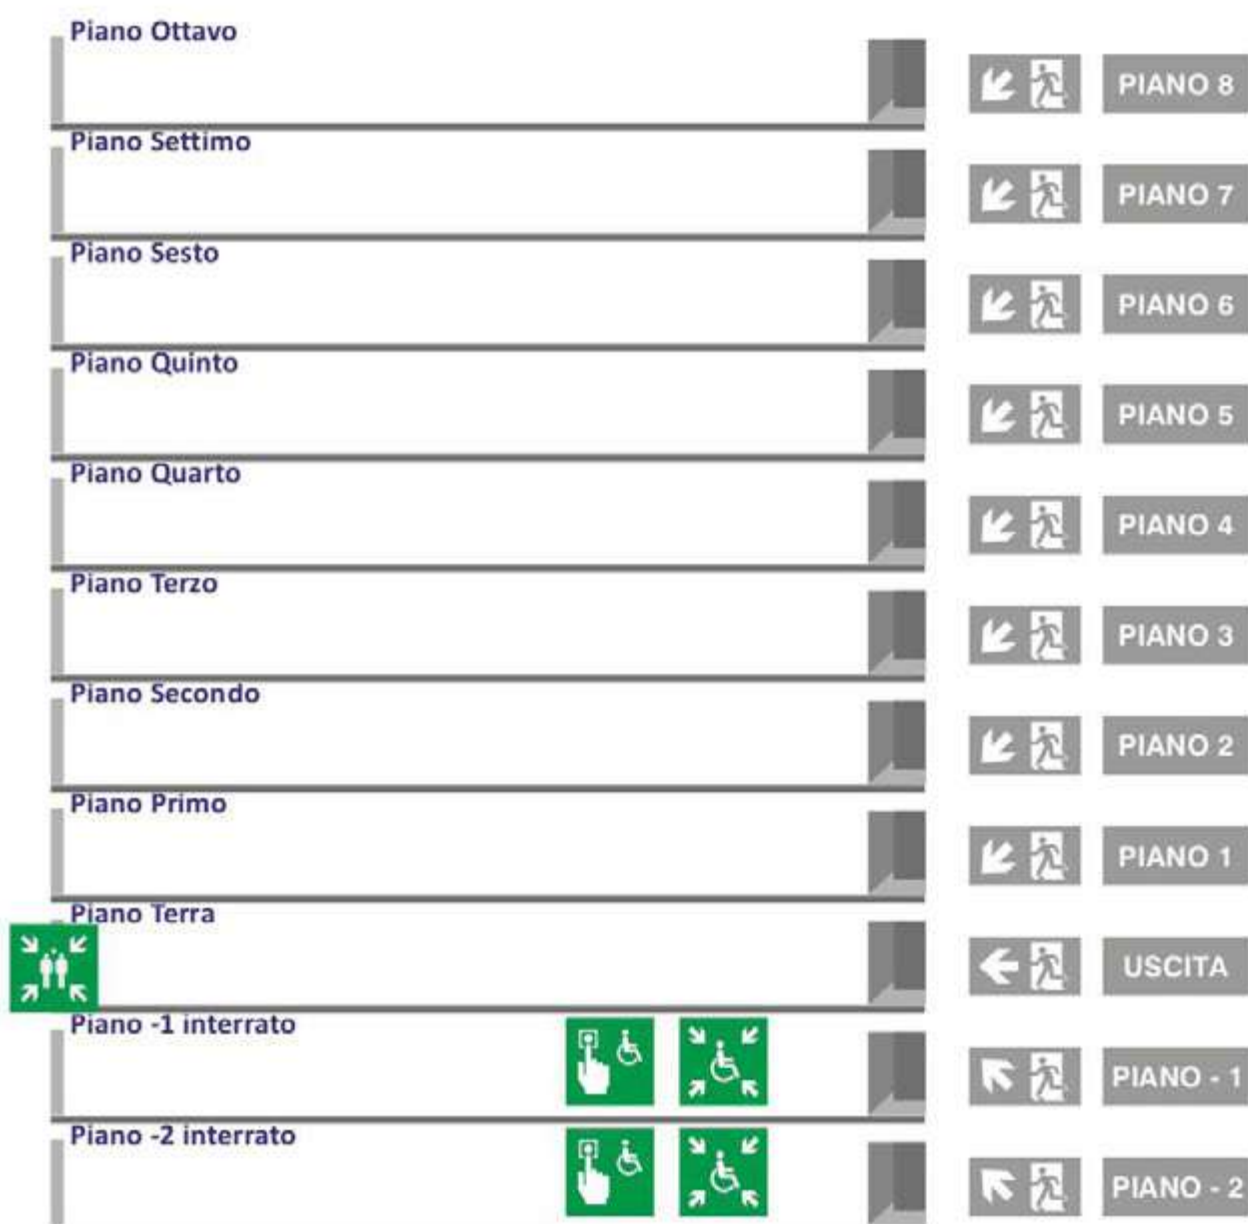 Piano Ottavo
PIANO 8
Piano Settimo
PIANO 7
Piano Sesto
PIANO 6
Piano Quinto
PIANO 5
Piano Quarto
PIANO 4
Piano Terzo
PIANO 3
Piano Secondo
PIANO 2
Piano Primo
PIANO 1
Piano Terra
USCITA
Piano -1 interrato
PIANO - 1
Piano -2 interrato
PIANO - 2